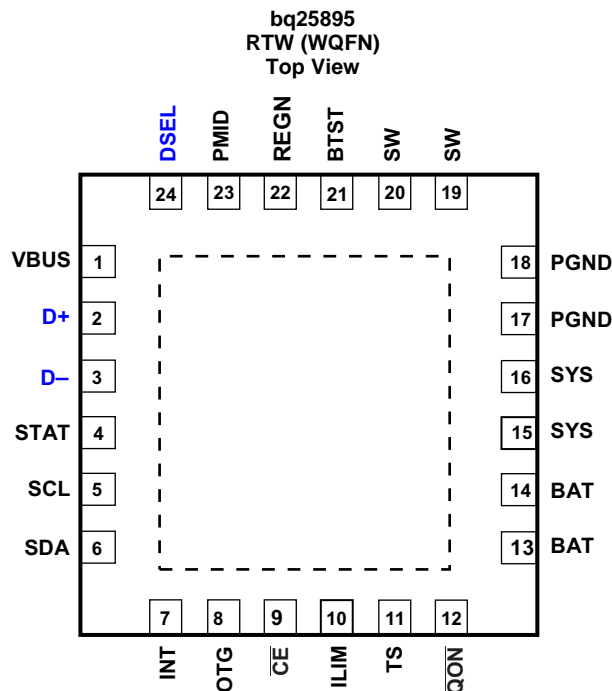 bq25895
RTW (WQFN)
Top View
DSEL PMID REGN BTST SW SW
24 23 22 21 20 19
VBUS 1 18 PGND
D+ 2 17 PGND
D– 3 16 SYS
STAT 4 15 SYS
SCL 5 14 BAT
SDA 6 13 BAT
7 8 9 10 11 12
INT OTG C̅E̅ ILIM TS Q̅O̅N̅